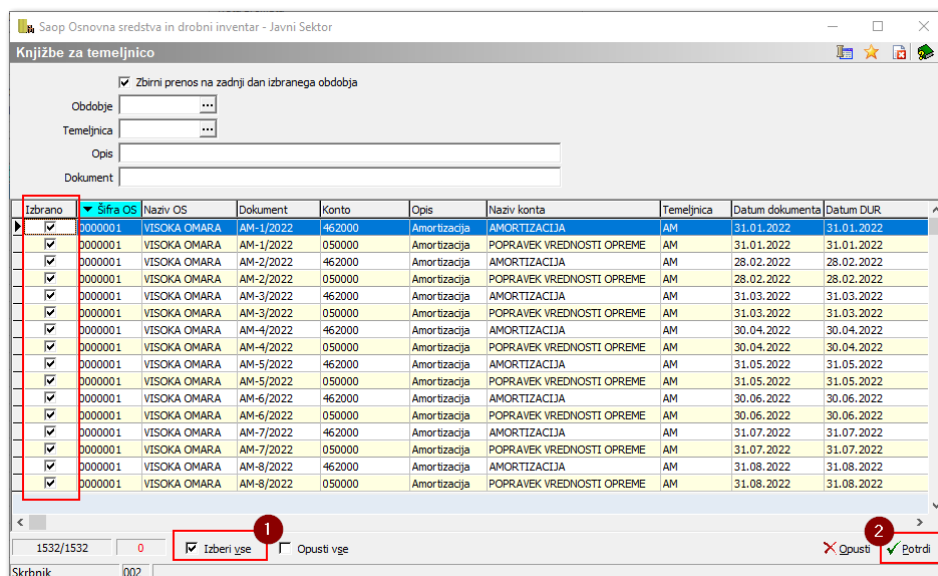 Saop Osnovna sredstva in drobni inventar - Javni Sektor
Knjižbe za temeljnico
Zbirni prenos na zadnji dan izbranega obdobja
Obdobje ...
Temeljnica ...
Opis
Dokument
Izbrano Šifra OS Naziv OS Dokument Konto Opis Naziv konta Temeljnica Datum dokumenta Datum DUR
0000001 VISOKA OMARA AM-1/2022 462000 Amortizacija AMORTIZACIJA AM 31.01.2022 31.01.2022
0000001 VISOKA OMARA AM-1/2022 050000 Amortizacija POPRAVEK VREDNOSTI OPREME AM 31.01.2022 31.01.2022
0000001 VISOKA OMARA AM-2/2022 462000 Amortizacija AMORTIZACIJA AM 28.02.2022 28.02.2022
0000001 VISOKA OMARA AM-2/2022 050000 Amortizacija POPRAVEK VREDNOSTI OPREME AM 28.02.2022 28.02.2022
0000001 VISOKA OMARA AM-3/2022 462000 Amortizacija AMORTIZACIJA AM 31.03.2022 31.03.2022
0000001 VISOKA OMARA AM-3/2022 050000 Amortizacija POPRAVEK VREDNOSTI OPREME AM 31.03.2022 31.03.2022
0000001 VISOKA OMARA AM-4/2022 462000 Amortizacija AMORTIZACIJA AM 30.04.2022 30.04.2022
0000001 VISOKA OMARA AM-4/2022 050000 Amortizacija POPRAVEK VREDNOSTI OPREME AM 30.04.2022 30.04.2022
0000001 VISOKA OMARA AM-5/2022 462000 Amortizacija AMORTIZACIJA AM 31.05.2022 31.05.2022
0000001 VISOKA OMARA AM-5/2022 050000 Amortizacija POPRAVEK VREDNOSTI OPREME AM 31.05.2022 31.05.2022
0000001 VISOKA OMARA AM-6/2022 462000 Amortizacija AMORTIZACIJA AM 30.06.2022 30.06.2022
0000001 VISOKA OMARA AM-6/2022 050000 Amortizacija POPRAVEK VREDNOSTI OPREME AM 30.06.2022 30.06.2022
0000001 VISOKA OMARA AM-7/2022 462000 Amortizacija AMORTIZACIJA AM 31.07.2022 31.07.2022
0000001 VISOKA OMARA AM-7/2022 050000 Amortizacija POPRAVEK VREDNOSTI OPREME AM 31.07.2022 31.07.2022
0000001 VISOKA OMARA AM-8/2022 462000 Amortizacija AMORTIZACIJA AM 31.08.2022 31.08.2022
0000001 VISOKA OMARA AM-8/2022 050000 Amortizacija POPRAVEK VREDNOSTI OPREME AM 31.08.2022 31.08.2022
1 2
1532/1532 0 Izberi vse Opusti vse Opusti Potrdi
Skrbnik 002